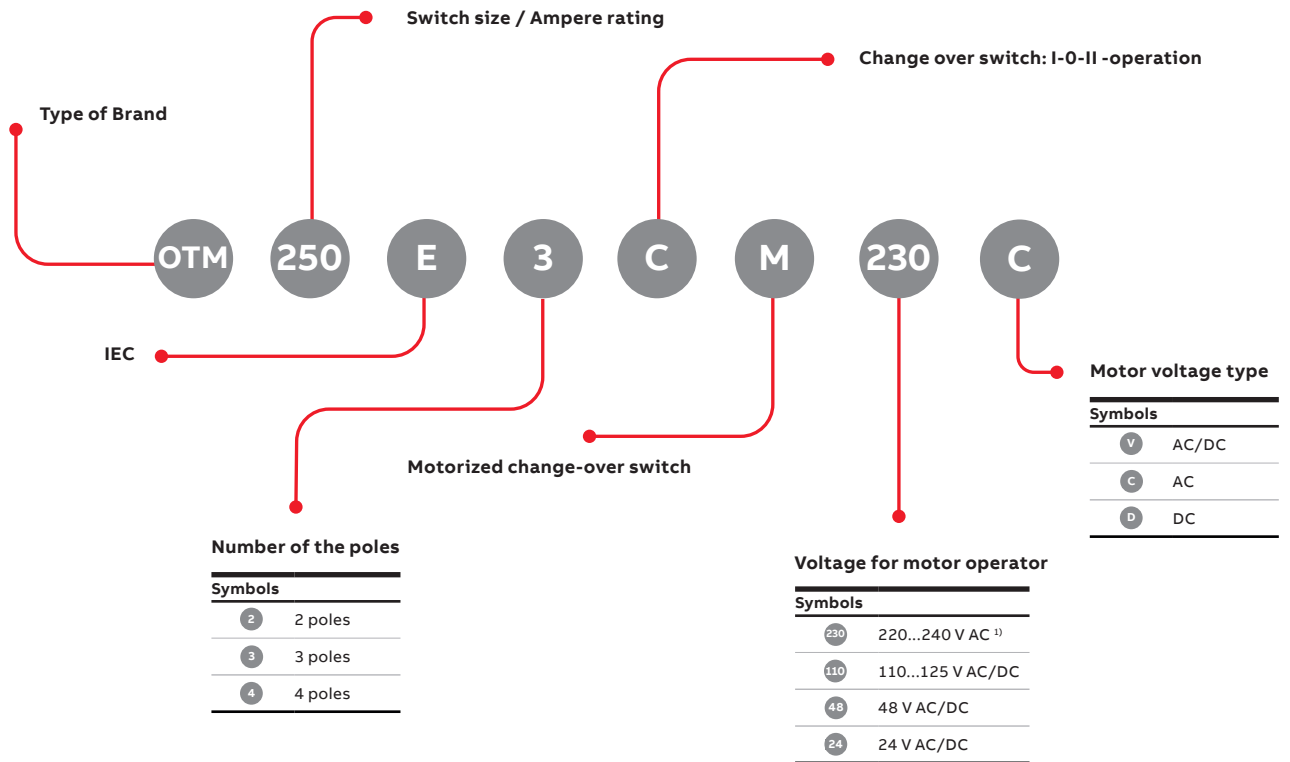 Switch size / Ampere rating
Change over switch: I-0-II -operation
Type of Brand
OTM 250 E 3 C M 230 C
IEC
Motor voltage type
Symbols
V AC/DC
C AC
D DC
Motorized change-over switch
Number of the poles
Symbols
2 2 poles
3 3 poles
4 4 poles
Voltage for motor operator
Symbols
230 220...240 V AC ¹⁾
110 110...125 V AC/DC
48 48 V AC/DC
24 24 V AC/DC